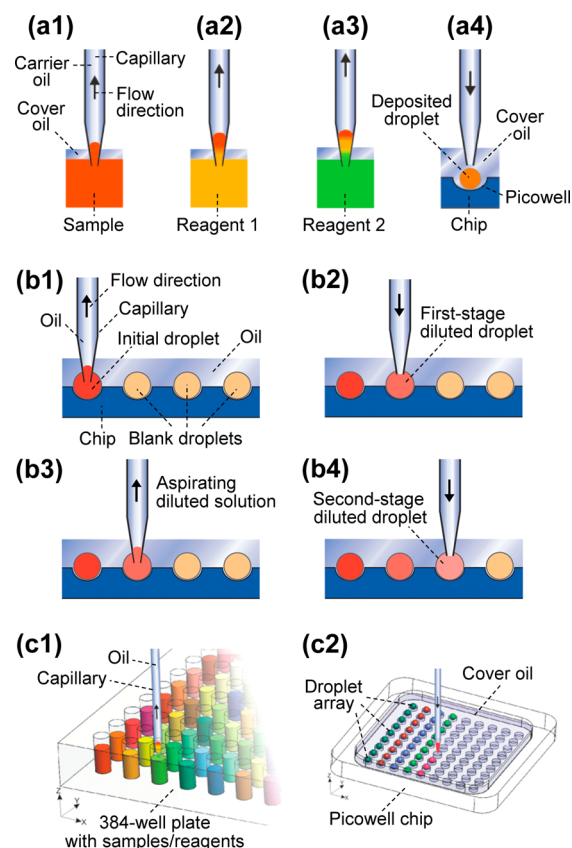 (a1)
(a2)
(a3)
(a4)
Carrier
oil
Capillary
Cover
oil
Flow
direction
Deposited
droplet
Cover
oil
Picowell
Sample
Reagent 1
Reagent 2
Chip
(b1)
Flow direction
Capillary
Oil
Initial droplet
Oil
Chip
Blank droplets
(b2)
First-stage
diluted droplet
(b3)
Aspirating
diluted solution
(b4)
Second-stage
diluted droplet
(c1)
Oil
Capillary
Z
Y
X
384-well plate
with samples/reagents
(c2)
Cover oil
Droplet
array
Z
Y
X
Picowell chip